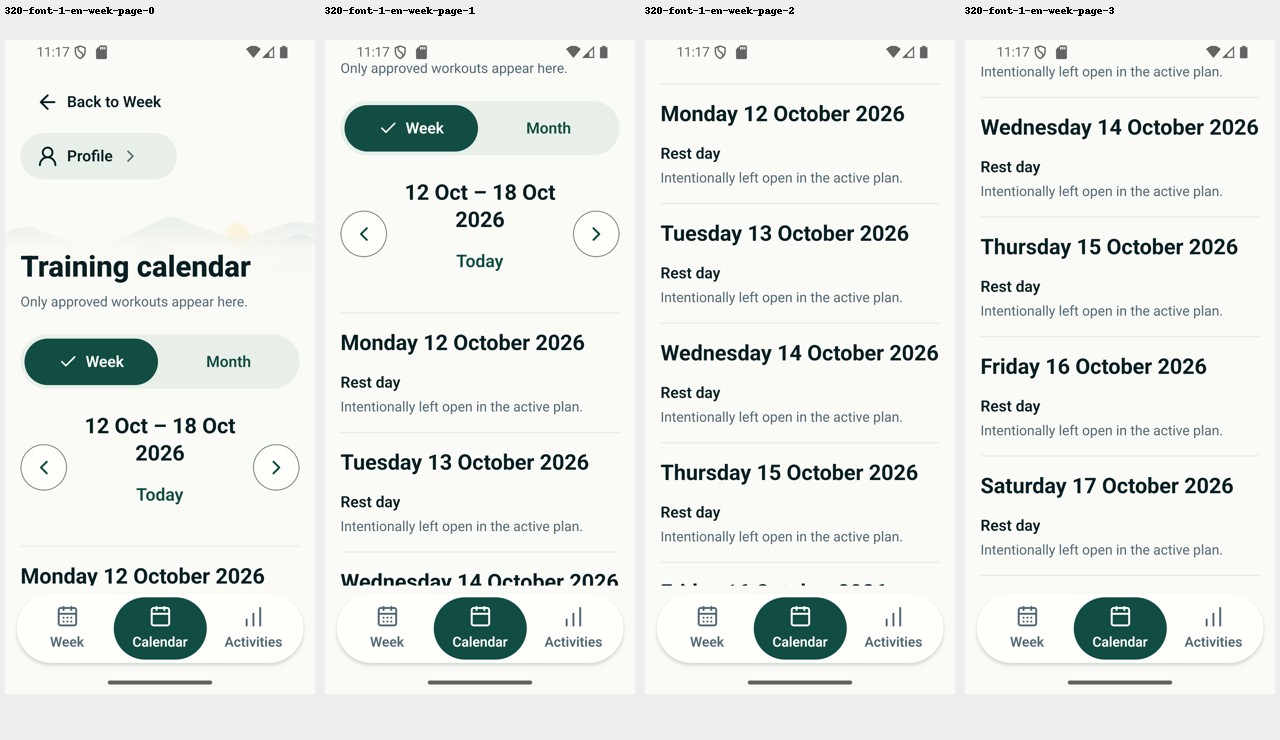 320-font-1-en-week-page-0
11:17
Back to Week
Profile
Training calendar
Only approved workouts appear here.
Week
Month
12 Oct – 18 Oct
2026
Today
Monday 12 October 2026
Week
Calendar
Activities
320-font-1-en-week-page-1
11:17
Only approved workouts appear here.
Week
Month
12 Oct – 18 Oct
2026
Today
Monday 12 October 2026
Rest day
Intentionally left open in the active plan.
Tuesday 13 October 2026
Rest day
Intentionally left open in the active plan.
Wednesday 14 October 2026
Week
Calendar
Activities
320-font-1-en-week-page-2
11:17
Monday 12 October 2026
Rest day
Intentionally left open in the active plan.
Tuesday 13 October 2026
Rest day
Intentionally left open in the active plan.
Wednesday 14 October 2026
Rest day
Intentionally left open in the active plan.
Thursday 15 October 2026
Rest day
Intentionally left open in the active plan.
Friday 16 October 2026
Week
Calendar
Activities
320-font-1-en-week-page-3
11:17
Intentionally left open in the active plan.
Wednesday 14 October 2026
Rest day
Intentionally left open in the active plan.
Thursday 15 October 2026
Rest day
Intentionally left open in the active plan.
Friday 16 October 2026
Rest day
Intentionally left open in the active plan.
Saturday 17 October 2026
Rest day
Intentionally left open in the active plan.
Week
Calendar
Activities